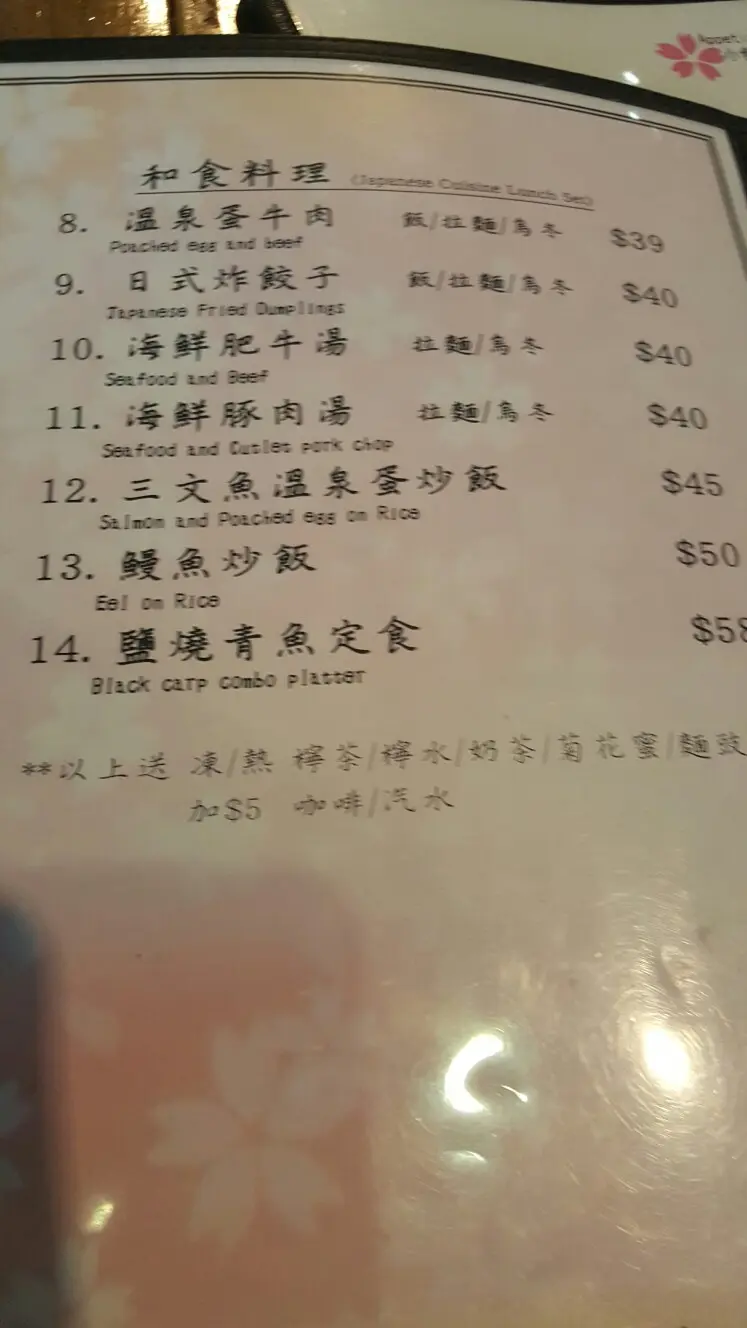 Appet
和食料理 (Japanese Cuisine Lunch Set)
8. 溫泉蛋牛肉 飯/拉麵/烏冬 $39
Poached egg and beef
9. 日式炸餃子 飯/拉麵/烏冬 $40
Japanese Fried Dumplings
10. 海鮮肥牛湯 拉麵/烏冬 $40
Seafood and Beef
11. 海鮮豚肉湯 拉麵/烏冬 $40
Seafood and Cutlet pork chop
12. 三文魚溫泉蛋炒飯 $45
Salmon and Poached egg on Rice
13. 鰻魚炒飯 $50
Eel on Rice
14. 鹽燒青魚定食 $58
Black carp combo platter
**以上送 凍/熱 檸茶/檸水/奶茶/菊花蜜/麵豉
加$5 咖啡/汽水